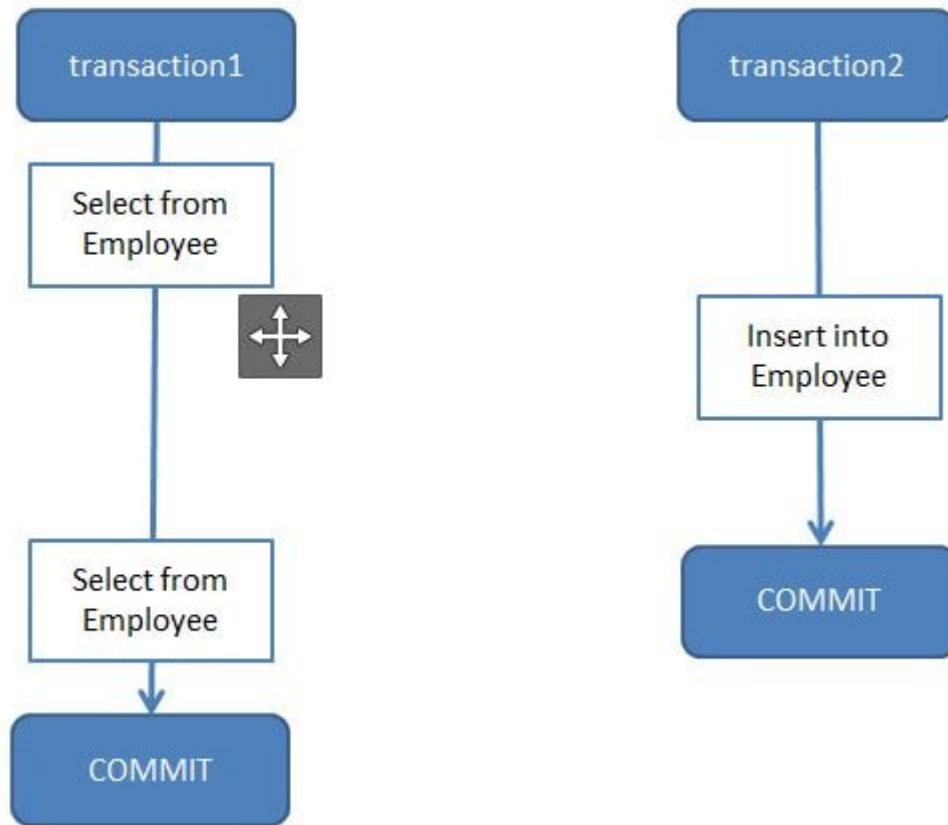 transaction1
Select from
Employee
Select from
Employee
COMMIT
transaction2
Insert into
Employee
COMMIT